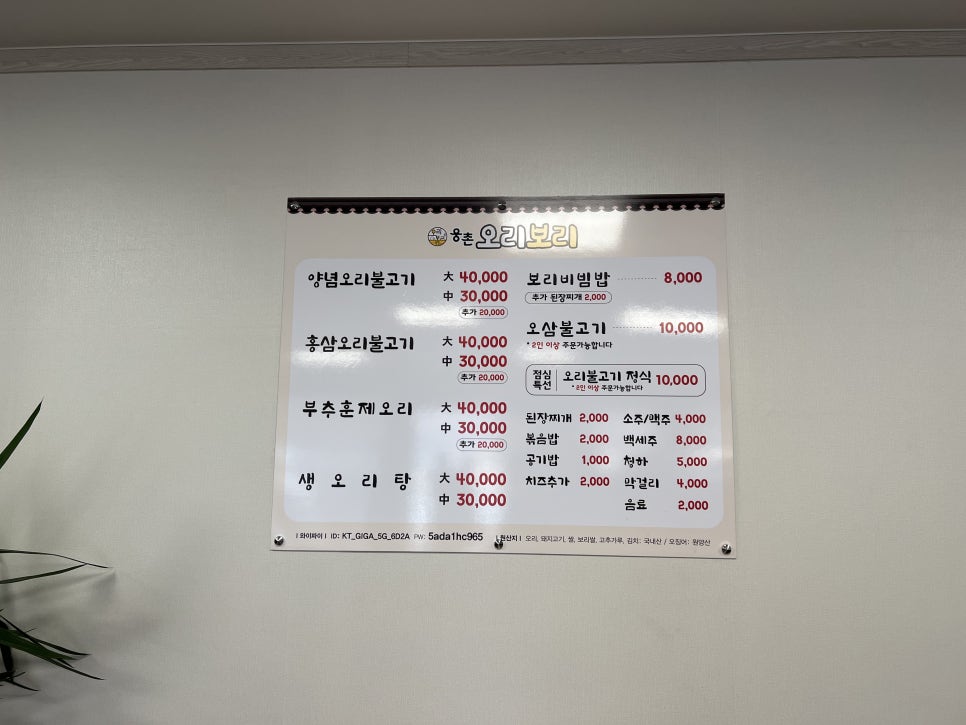 웅촌 오리보리
양념오리불고기 大 40,000
中 30,000
추가 20,000
홍삼오리불고기 大 40,000
中 30,000
추가 20,000
부추훈제오리 大 40,000
中 30,000
추가 20,000
생오리탕 大 40,000
中 30,000
보리비빔밥 8,000
추가 된장찌개 2,000
오삼불고기 10,000
* 2인 이상 주문가능합니다
점심특선 오리불고기 정식 10,000
* 2인 이상 주문가능합니다
된장찌개 2,000
볶음밥 2,000
공기밥 1,000
치즈추가 2,000
소주/맥주 4,000
백세주 8,000
청하 5,000
막걸리 4,000
음료 2,000
| 와이파이 | ID: KT_GIGA_5G_6D2A PW: 5ada1hc965
| 원산지 | 오리, 돼지고기, 쌀, 보리쌀, 고추가루, 김치: 국내산 / 오징어: 원양산